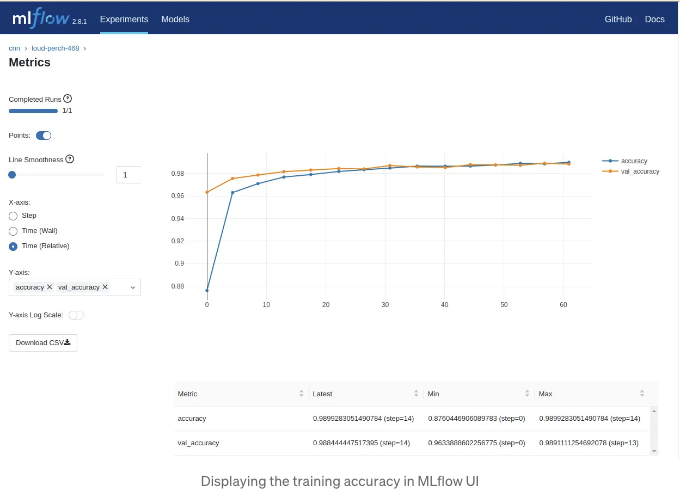 mlflow 2.8.1 Experiments Models GitHub Docs
cnn › loud-perch-468 ›
Metrics
Completed Runs ?
1/1
Points:
Line Smoothness ?
1
X-axis:
Step
Time (Wall)
Time (Relative)
Y-axis:
accuracy × val_accuracy ×
Y-axis Log Scale:
Download CSV
0.98
0.96
0.94
0.92
0.9
0.88
0 10 20 30 40 50 60
accuracy
val_accuracy
Metric Latest Min Max
accuracy 0.9899283051490784 (step=14) 0.8760446906089783 (step=0) 0.9899283051490784 (step=14)
val_accuracy 0.988444447517395 (step=14) 0.9633888602256775 (step=0) 0.9891111254692078 (step=13)
Displaying the training accuracy in MLflow UI